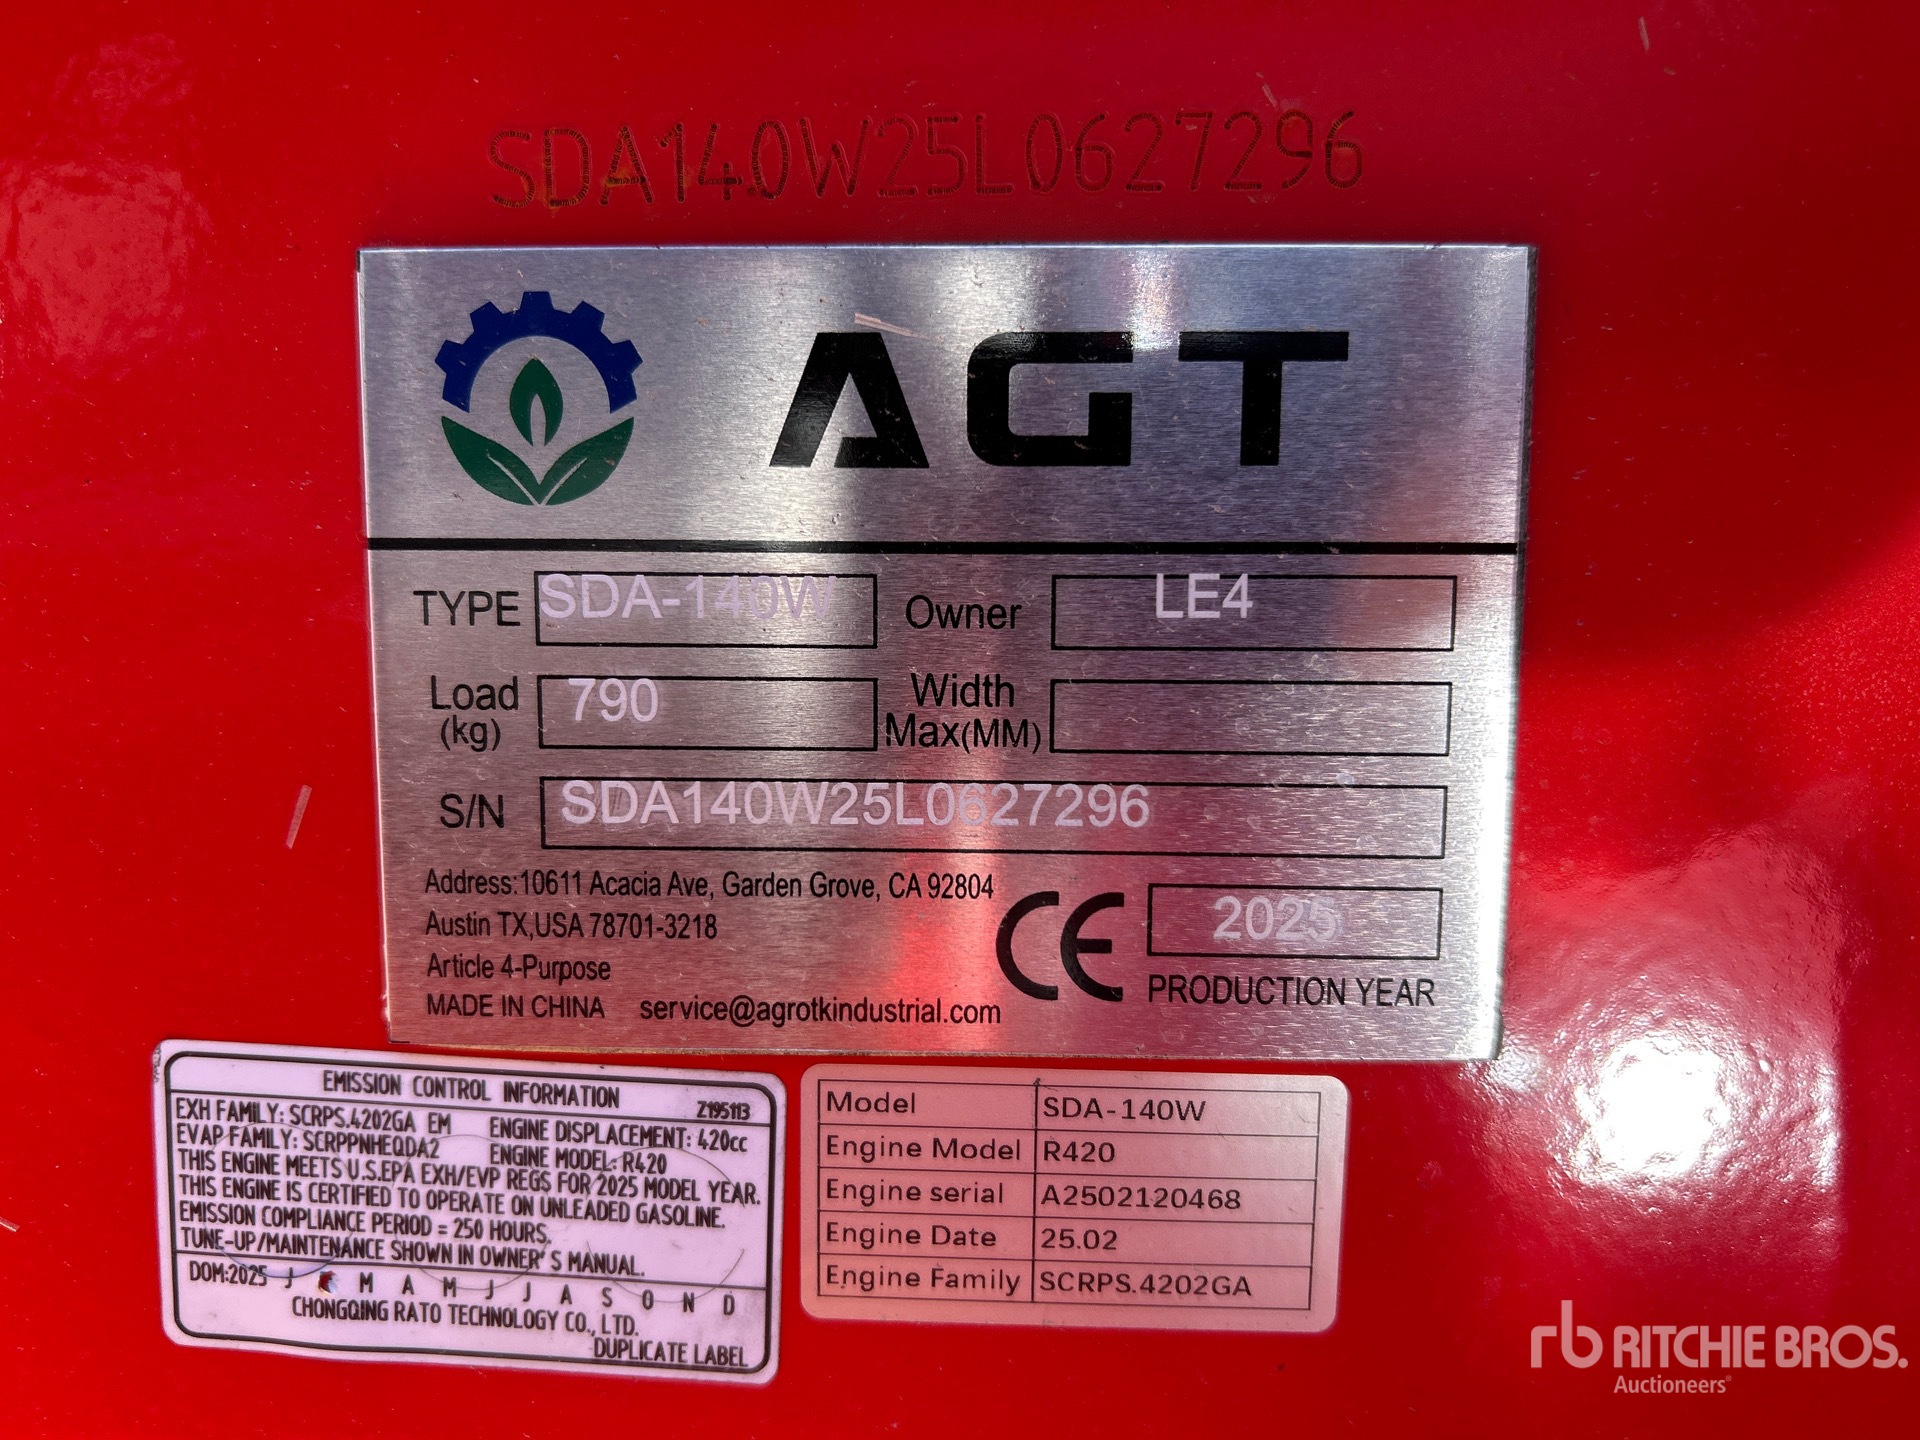 SDA140W25L0627296
AGT
TYPE SDA-140W Owner LE4
Load (kg) 790 Width Max(MM)
S/N SDA140W25L0627296
Address:10611 Acacia Ave, Garden Grove, CA 92804
Austin TX,USA 78701-3218
Article 4-Purpose
MADE IN CHINA service@agrotkindustrial.com
CE 2025
PRODUCTION YEAR
EMISSION CONTROL INFORMATION Z195113
EXH FAMILY: SCRPS.4202GA EM ENGINE DISPLACEMENT: 420cc
EVAP FAMILY: SCRPPNHEQDA2 ENGINE MODEL: R420
THIS ENGINE MEETS U.S.EPA EXH/EVP REGS FOR 2025 MODEL YEAR.
THIS ENGINE IS CERTIFIED TO OPERATE ON UNLEADED GASOLINE.
EMISSION COMPLIANCE PERIOD = 250 HOURS.
TUNE-UP/MAINTENANCE SHOWN IN OWNER'S MANUAL.
DOM:2025 J M A M J J A S O N D
CHONGQING RATO TECHNOLOGY CO., LTD.
DUPLICATE LABEL
Model SDA-140W
Engine Model R420
Engine serial A2502120468
Engine Date 25.02
Engine Family SCRPS.4202GA
rb RITCHIE BROS.
Auctioneers